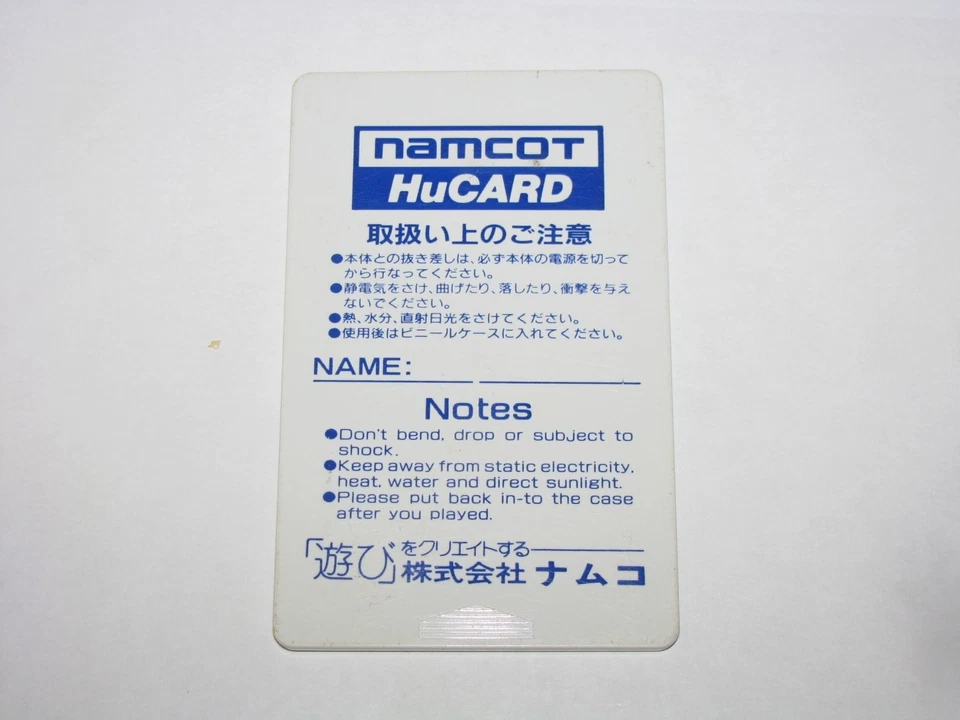 namcot
HuCARD
取扱い上のご注意
●本体との抜き差しは、必ず本体の電源を切って
から行なってください。
●静電気をさけ、曲げたり、落したり、衝撃を与え
ないでください。
●熱、水分、直射日光をさけてください。
●使用後はビニールケースに入れてください。
NAME:
Notes
●Don't bend, drop or subject to
shock.
●Keep away from static electricity,
heat, water and direct sunlight.
●Please put back in-to the case
after you played.
「遊び」をクリエイトする
株式会社 ナムコ